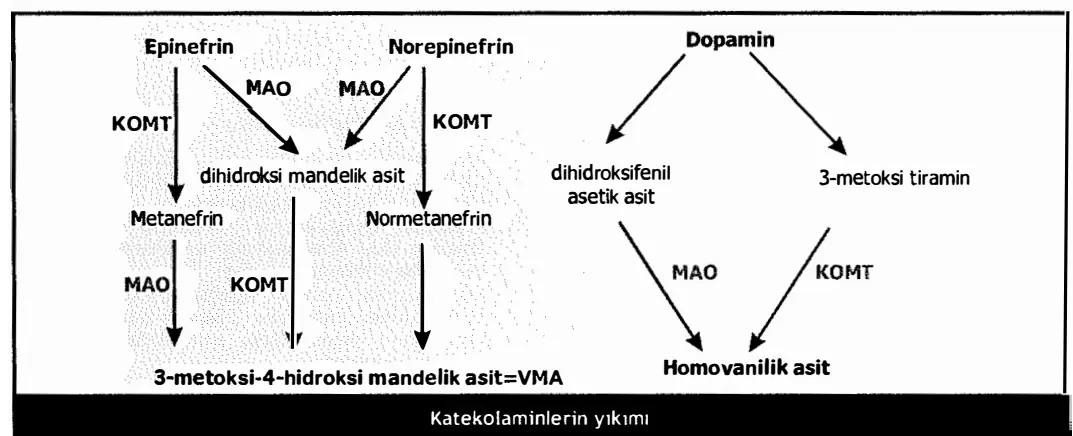 Epinefrin Norepinefrin Dopamin
MAO MAO
KOMT KOMT
dihidroksi mandelik asit dihidroksifenil
asetik asit 3-metoksi tiramin
Metanefrin Normetanefrin
MAO KOMT MAO KOMT
3-metoksi-4-hidroksi mandelik asit=VMA Homovanilik asit
Katekolaminlerin yıkımı